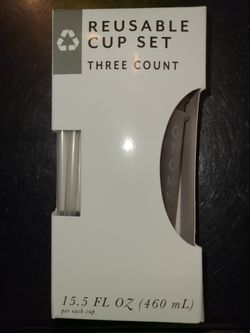 REUSABLE
CUP SET
THREE COUNT
15.5 FL OZ (460 mL)
per each cup